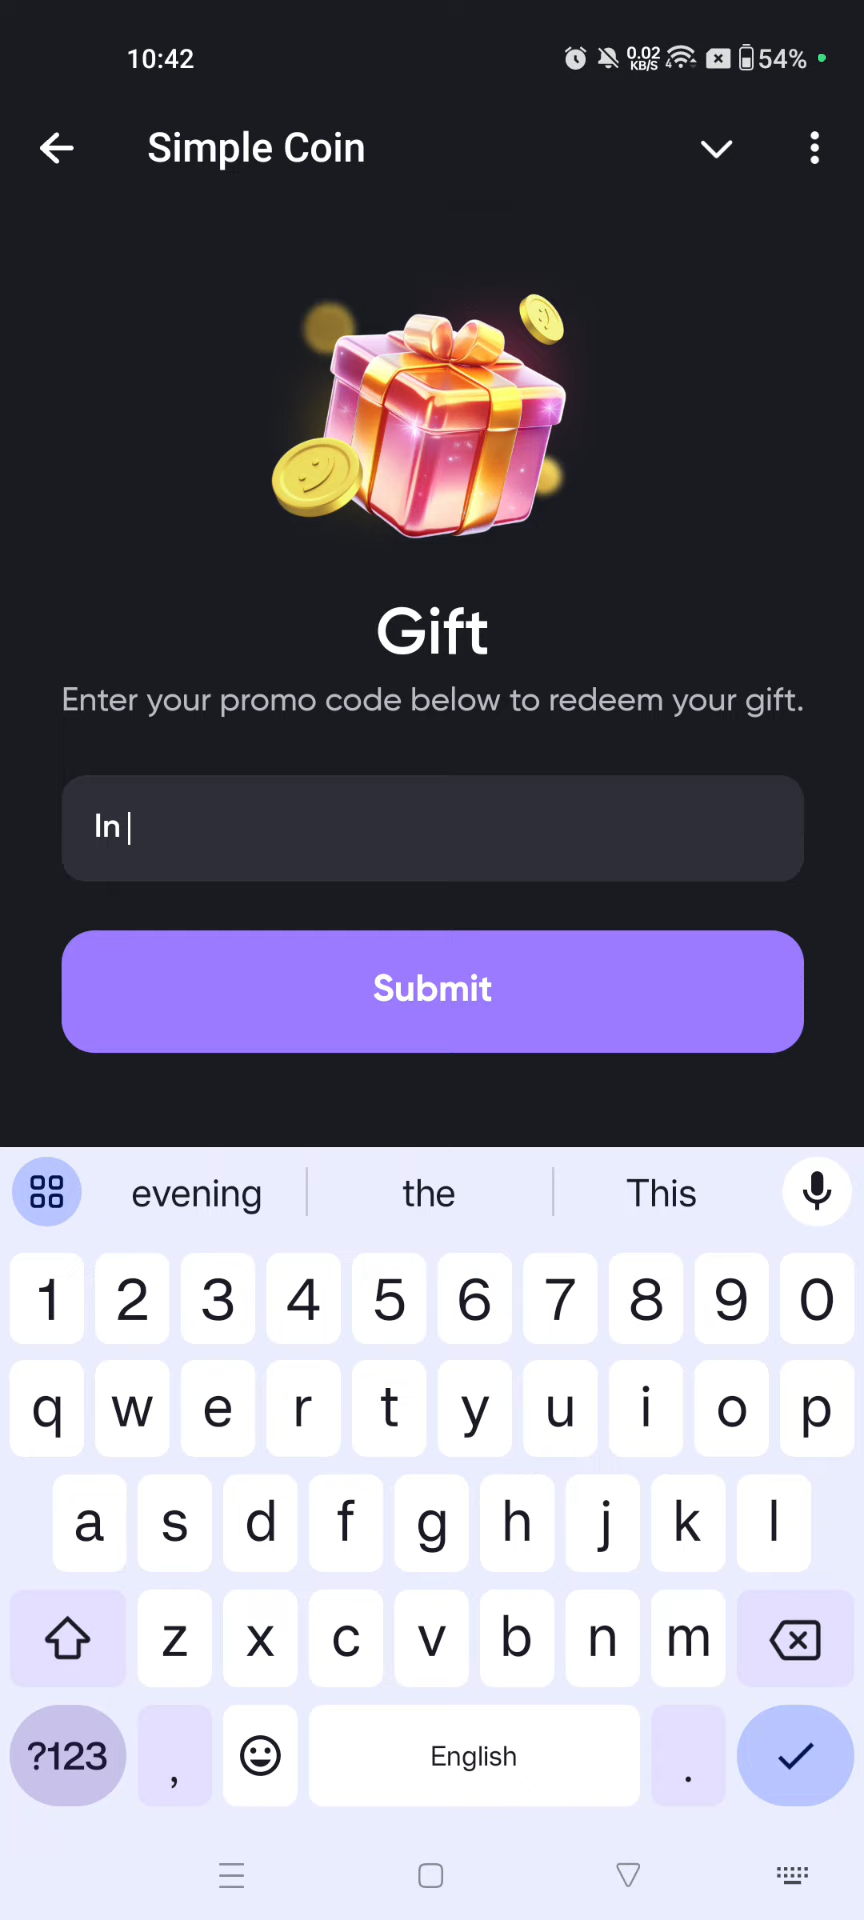 10:42
0.02
KB/S
4
54%
Simple Coin
Gift
Enter your promo code below to redeem your gift.
In
Submit
evening the This
1 2 3 4 5 6 7 8 9 0
q w e r t y u i o p
a s d f g h j k l
z x c v b n m
?123 , English .